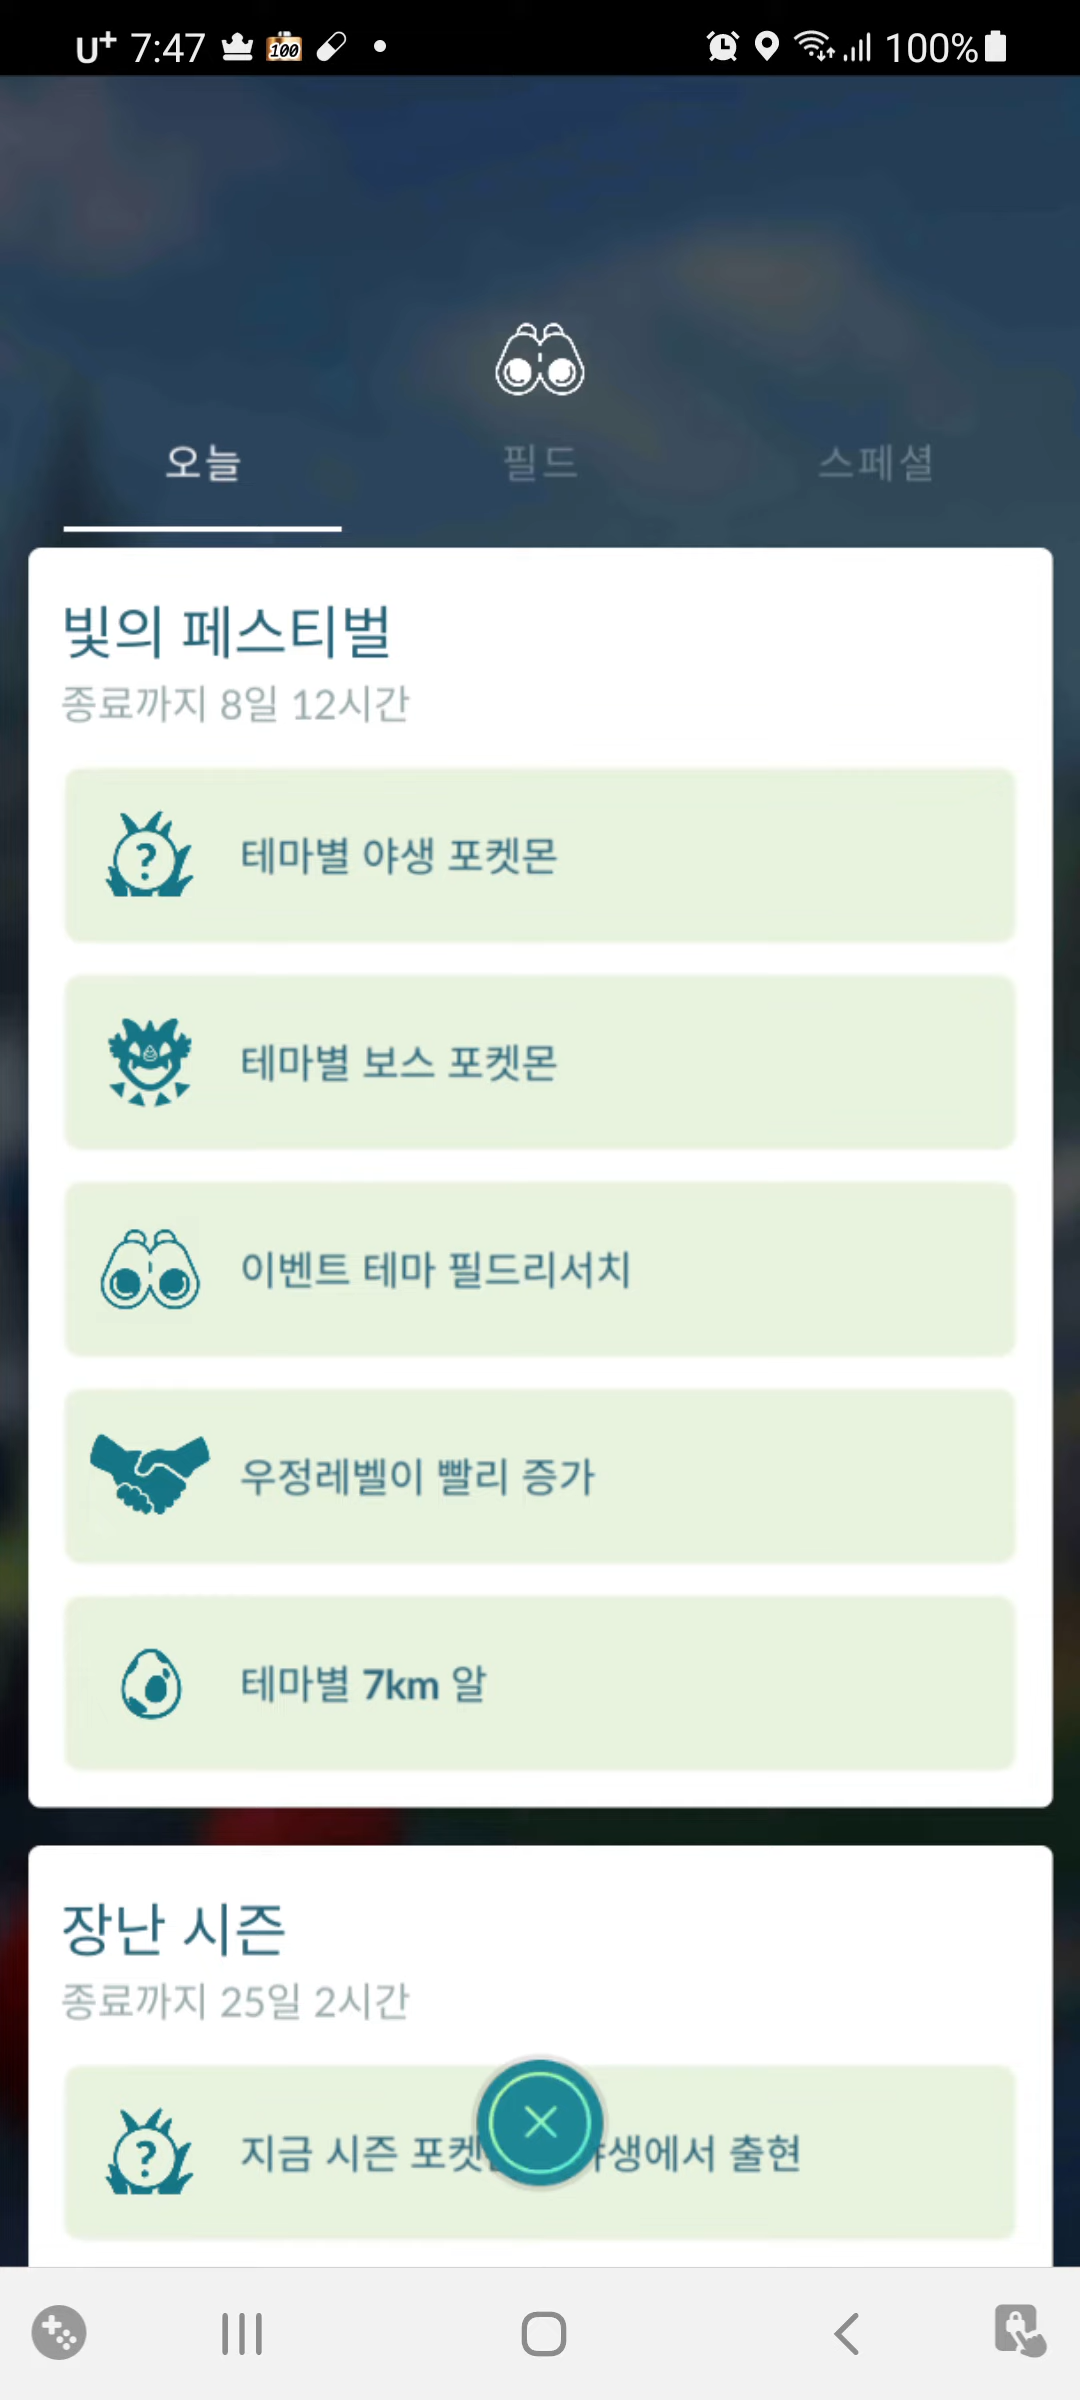 U+ 7:47 100 100%
오늘 필드 스페셜
빛의 페스티벌
종료까지 8일 12시간
?
테마별 야생 포켓몬
테마별 보스 포켓몬
이벤트 테마 필드리서치
우정레벨이 빨리 증가
테마별 7km 알
장난 시즌
종료까지 25일 2시간
?
지금 시즌 야생에서 출현